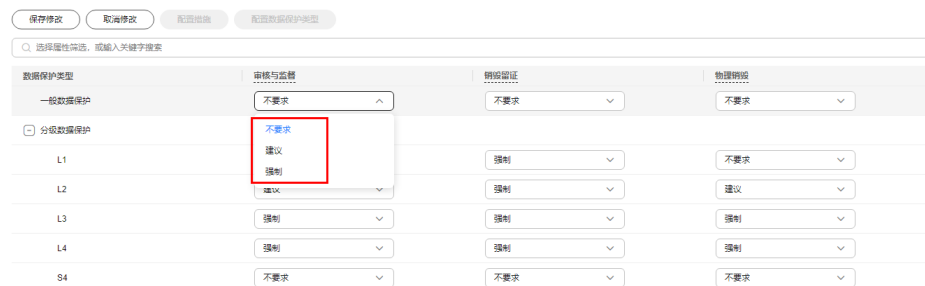 保存修改 取消修改 配置措施 配置数据保护类型
选择属性筛选，或输入关键字搜索
数据保护类型 审核与监督 销毁留证 物理销毁
一般数据保护 不要求 不要求 不要求
分级数据保护 不要求
建议
L1 强制 强制 不要求
L2 建议 强制 建议
L3 强制 强制 强制
L4 强制 强制 强制
S4 不要求 不要求 不要求